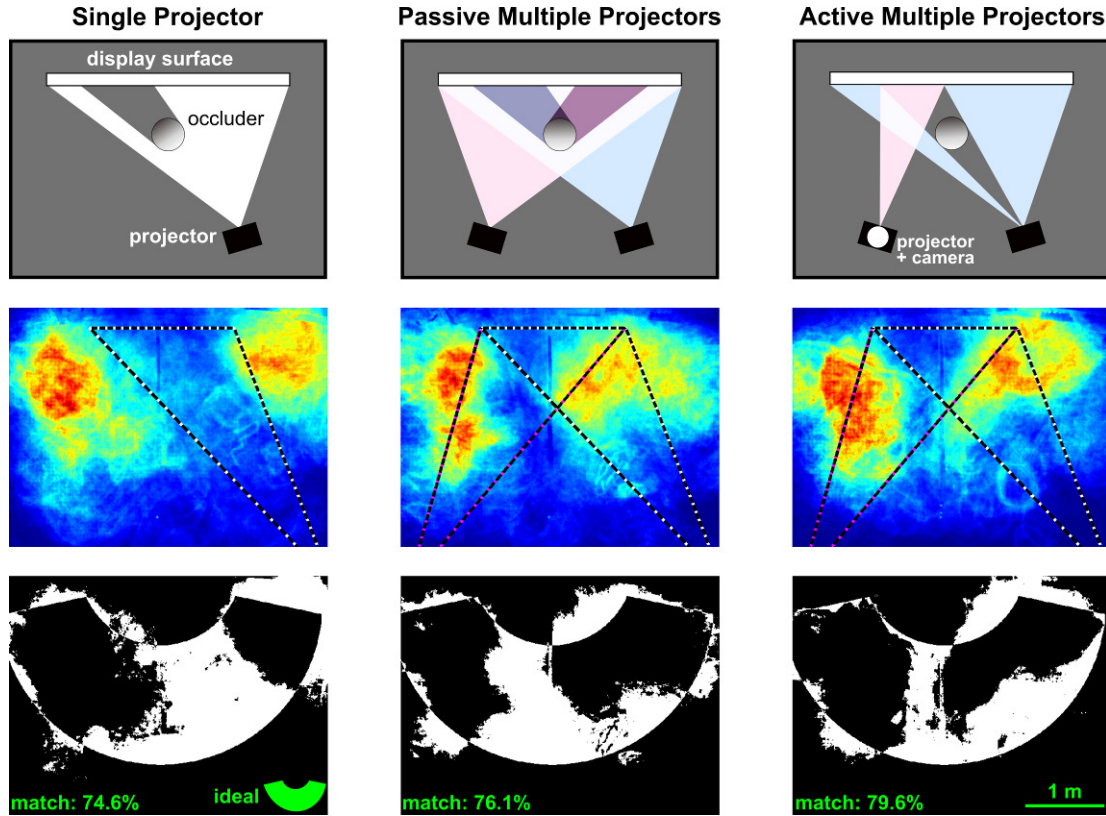 Single Projector
Passive Multiple Projectors
Active Multiple Projectors
display surface
occluder
projector
projector
+ camera
match: 74.6%
ideal
match: 76.1%
match: 79.6%
1 m